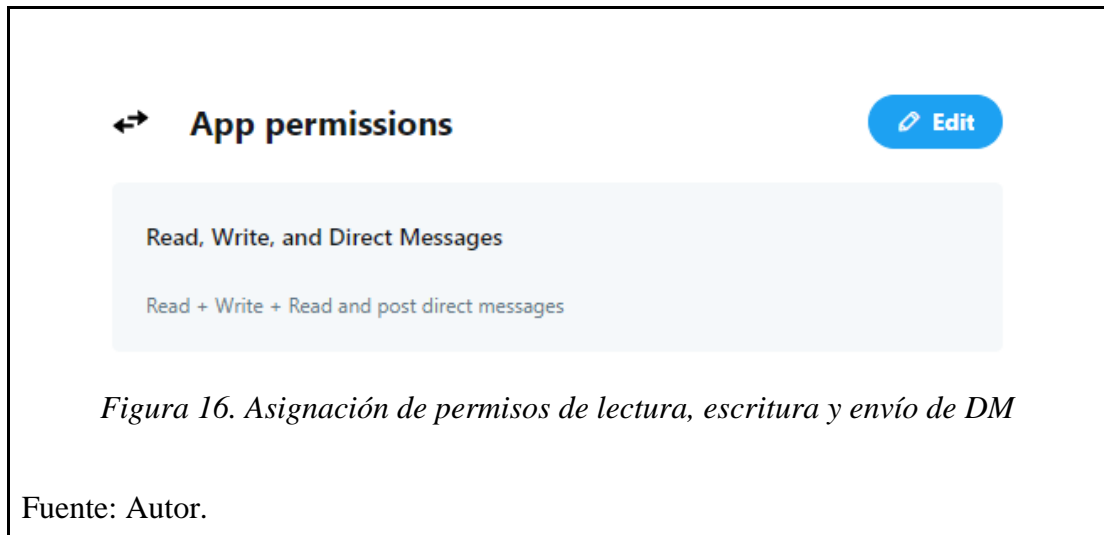 App permissions
Edit
Read, Write, and Direct Messages
Read + Write + Read and post direct messages
Figura 16. Asignación de permisos de lectura, escritura y envío de DM
Fuente: Autor.